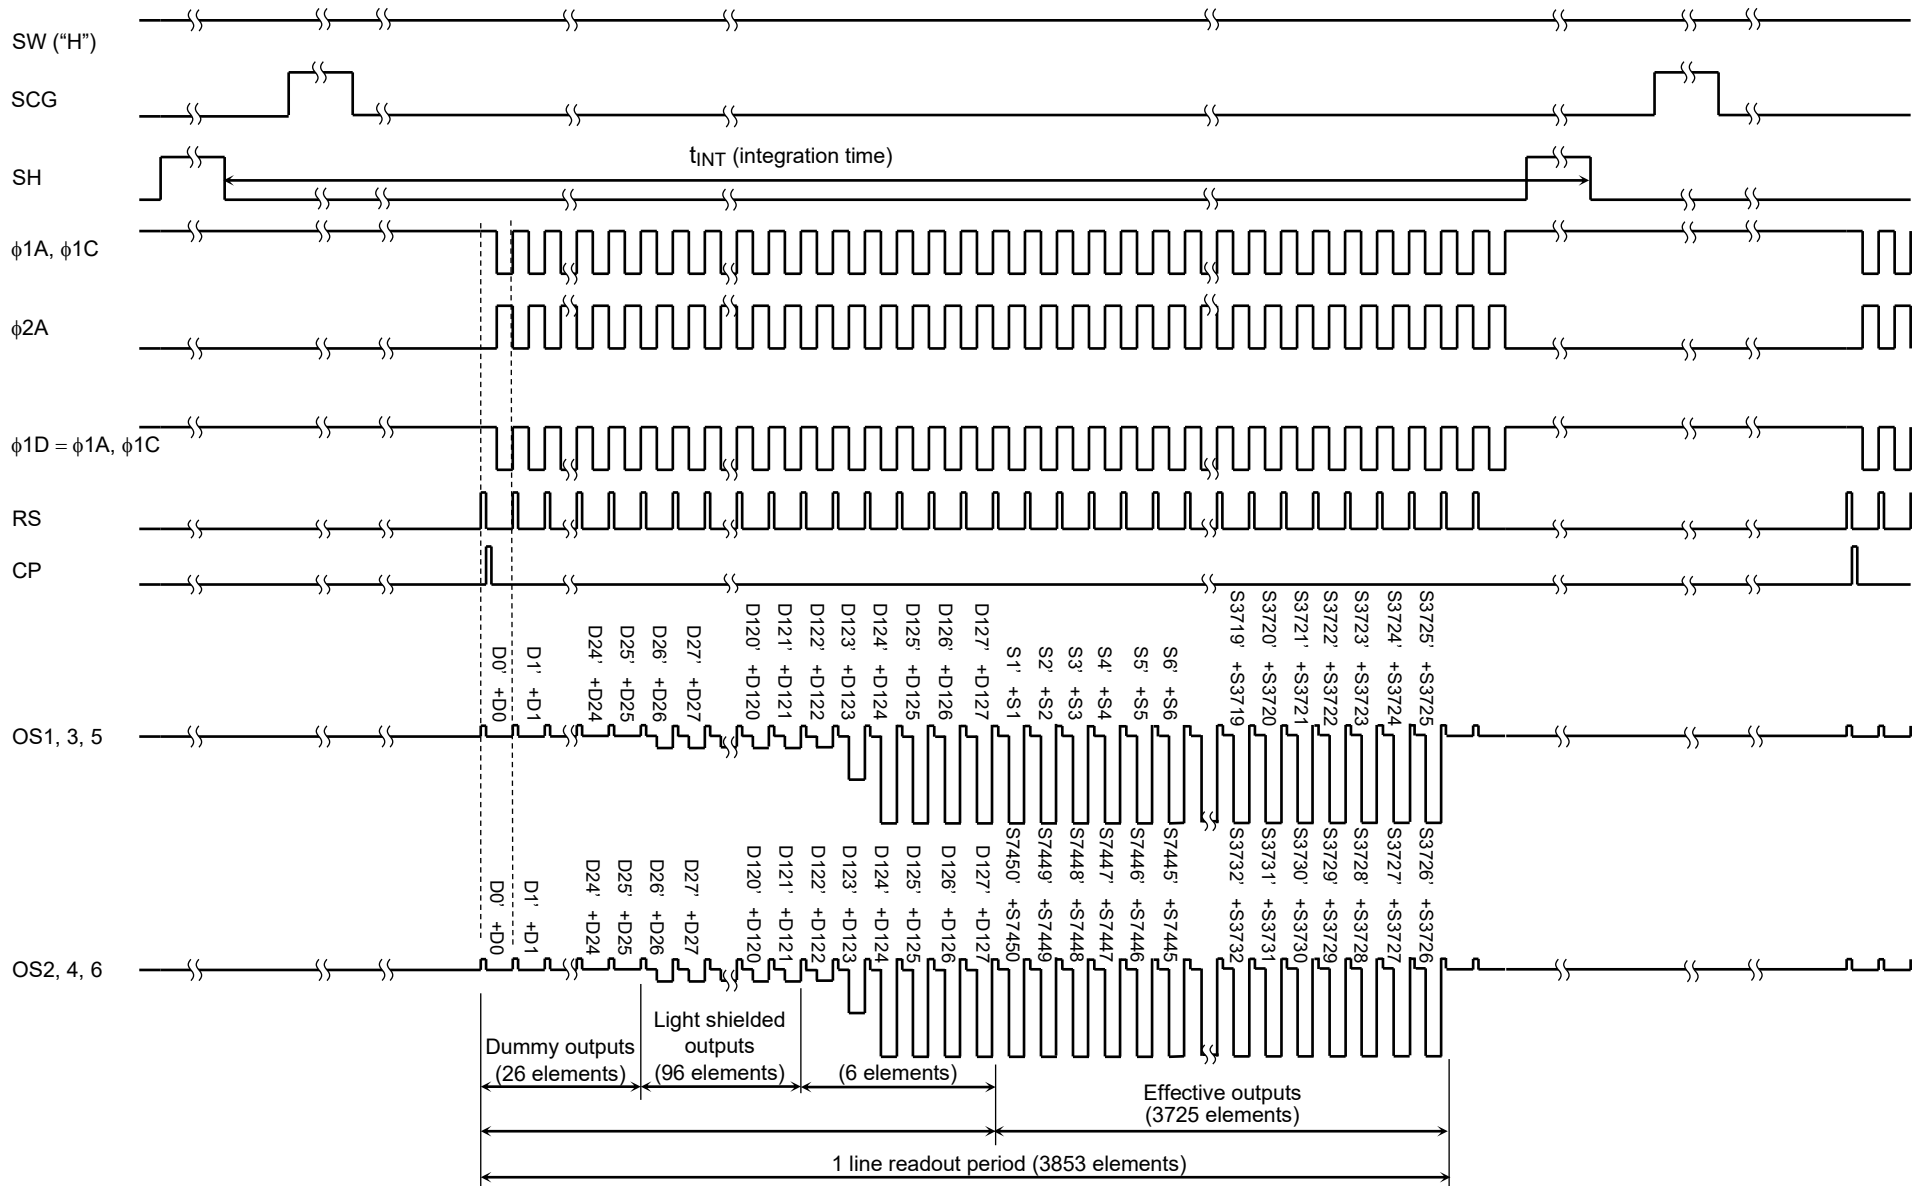 SW (“H”)
SCG
SH
tINT (integration time)
ϕ1A, ϕ1C
ϕ2A
ϕ1D = ϕ1A, ϕ1C
RS
CP
OS1, 3, 5
D0’ +D0
D1’ +D1
D24’ +D24
D25’ +D25
D26’ +D26
D27’ +D27
D120’ +D120
D121’ +D121
D122’ +D122
D123’ +D123
D124’ +D124
D125’ +D125
D126’ +D126
D127’ +D127
S1’ +S1
S2’ +S2
S3’ +S3
S4’ +S4
S5’ +S5
S6’ +S6
S3719’ +S3719
S3720’ +S3720
S3721’ +S3721
S3722’ +S3722
S3723’ +S3723
S3724’ +S3724
S3725’ +S3725
OS2, 4, 6
D0’ +D0
D1’ +D1
D24’ +D24
D25’ +D25
D26’ +D26
D27’ +D27
D120’ +D120
D121’ +D121
D122’ +D122
D123’ +D123
D124’ +D124
D125’ +D125
D126’ +D126
D127’ +D127
S7450’ +S7450
S7449’ +S7449
S7448’ +S7448
S7447’ +S7447
S7446’ +S7446
S7445’ +S7445
S3732’ +S3732
S3731’ +S3731
S3730’ +S3730
S3729’ +S3729
S3728’ +S3728
S3727’ +S3727
S3726’ +S3726
Dummy outputs
(26 elements)
Light shielded
outputs
(96 elements)
(6 elements)
Effective outputs
(3725 elements)
1 line readout period (3853 elements)